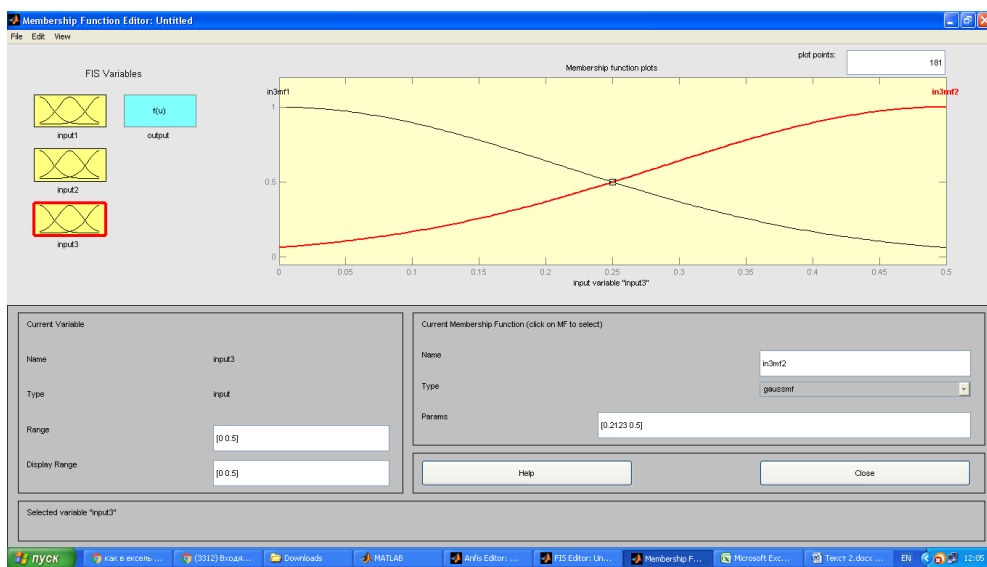 Membership Function Editor: Untitled
File Edit View
FIS Variables
input1
f(u)
output
input2
input3
plot points:
181
Membership function plots
in3mf1
in3mf2
1
0.5
0
0 0.05 0.1 0.15 0.2 0.25 0.3 0.35 0.4 0.45 0.5
input variable "input3"
Current Variable
Name input3
Type input
Range [0 0.5]
Display Range [0 0.5]
Current Membership Function (click on MF to select)
Name in3mf2
Type gaussmf
Params [0.2123 0.5]
Help Close
Selected variable "input3"
пуск как в ексель ... (3312) Входя... Downloads MATLAB Anfis Editor: ... FIS Editor: Un... Membership F... Microsoft Exc... Текст 2.docx ... EN 12:05